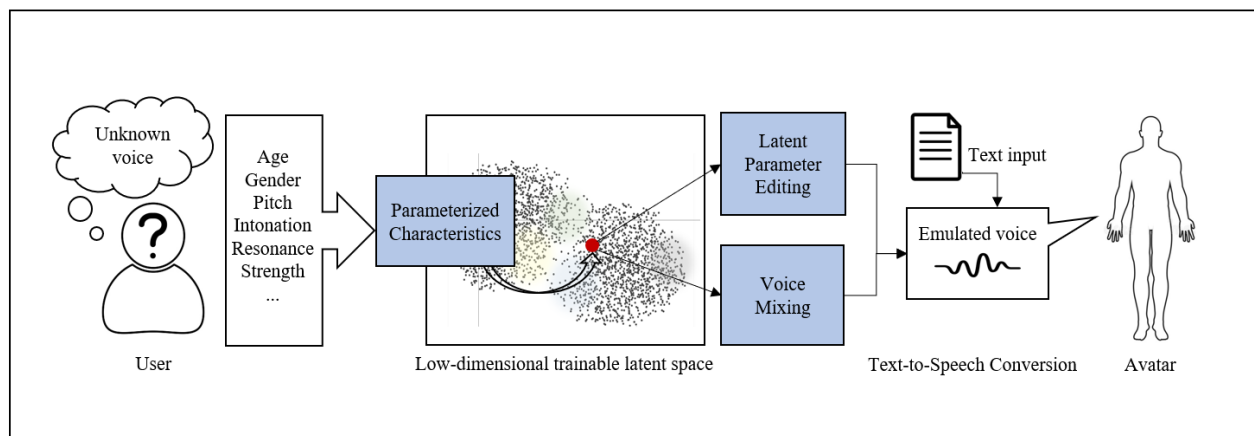 Unknown
voice
?
User
Age
Gender
Pitch
Intonation
Resonance
Strength
...
Parameterized
Characteristics
Low-dimensional trainable latent space
Latent
Parameter
Editing
Voice
Mixing
Text input
Emulated voice
Text-to-Speech Conversion
Avatar